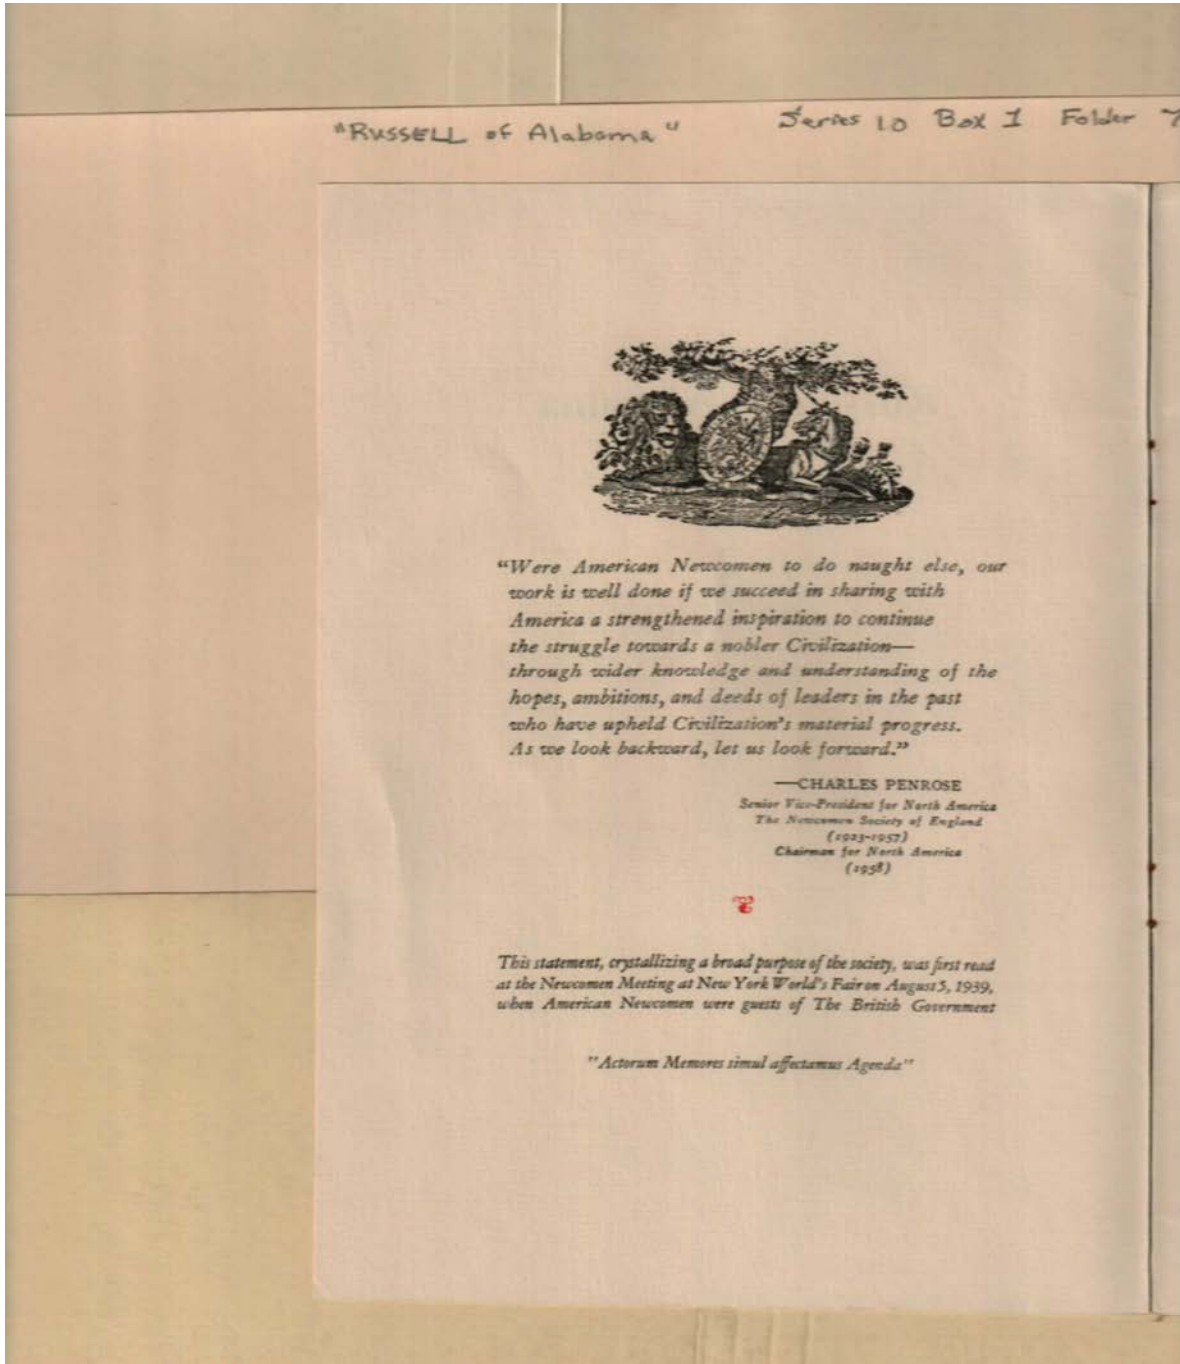 "RUSSELL of Alabama" Series 10 Box 1 Folder 7
“Were American Newcomen to do naught else, our
work is well done if we succeed in sharing with
America a strengthened inspiration to continue
the struggle towards a nobler Civilization—
through wider knowledge and understanding of the
hopes, ambitions, and deeds of leaders in the past
who have upheld Civilization’s material progress.
As we look backward, let us look forward.”
—CHARLES PENROSE
Senior Vice-President for North America
The Newcomen Society of England
(1923-1957)
Chairman for North America
(1958)
This statement, crystallizing a broad purpose of the society, was first read
at the Newcomen Meeting at New York World's Fair on August 5, 1939,
when American Newcomen were guests of The British Government
"Actorum Memores simul affectamus Agenda"